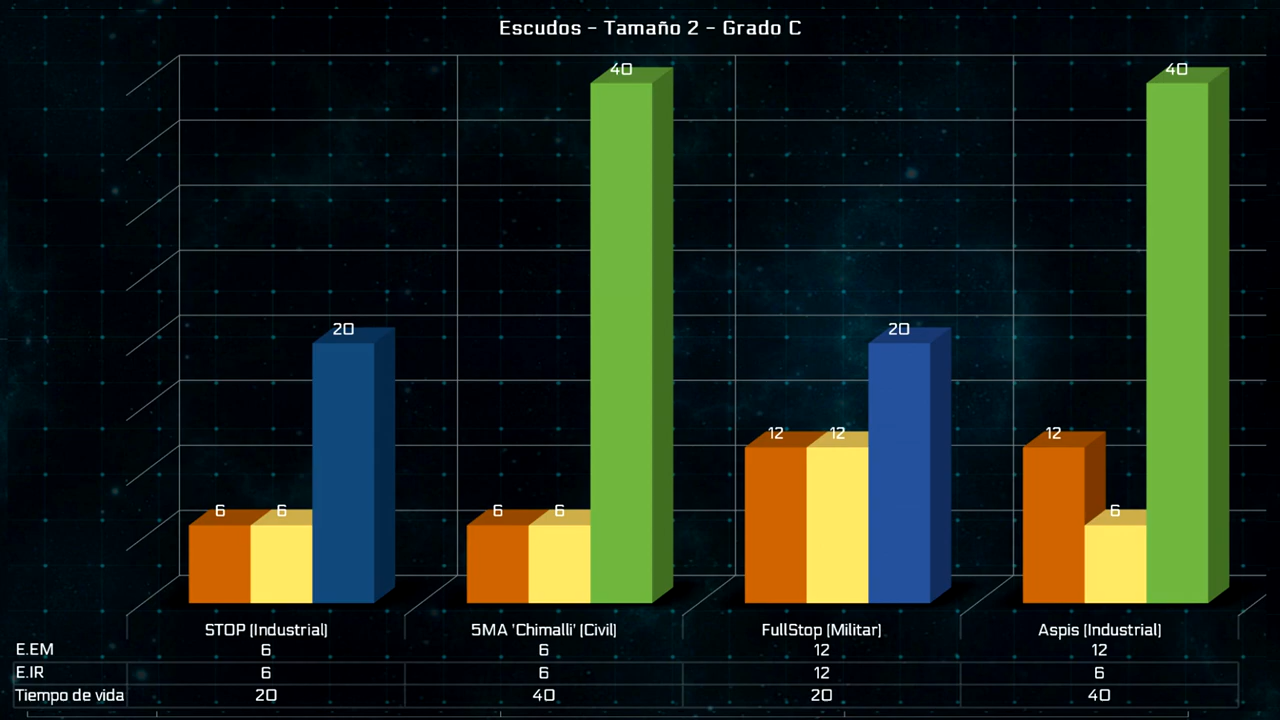 Escudos - Tamaño 2 - Grado C
40 40
20 20
12 12 12
6 6 6 6 6
STOP (Industrial) 5MA 'Chimalli' (Civil) FullStop (Militar) Aspis (Industrial)
E.EM 6 6 12 12
E.IR 6 6 12 6
Tiempo de vida 20 40 20 40